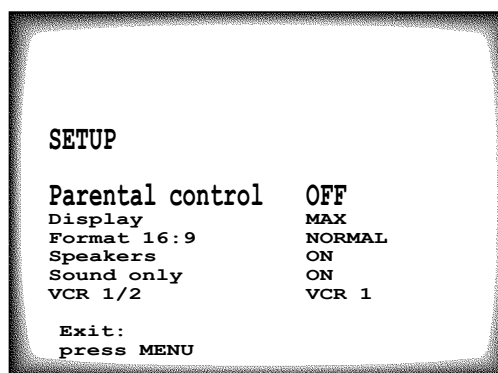 SETUP
Parental control OFF
Display MAX
Format 16:9 NORMAL
Speakers ON
Sound only ON
VCR 1/2 VCR 1
Exit:
press MENU